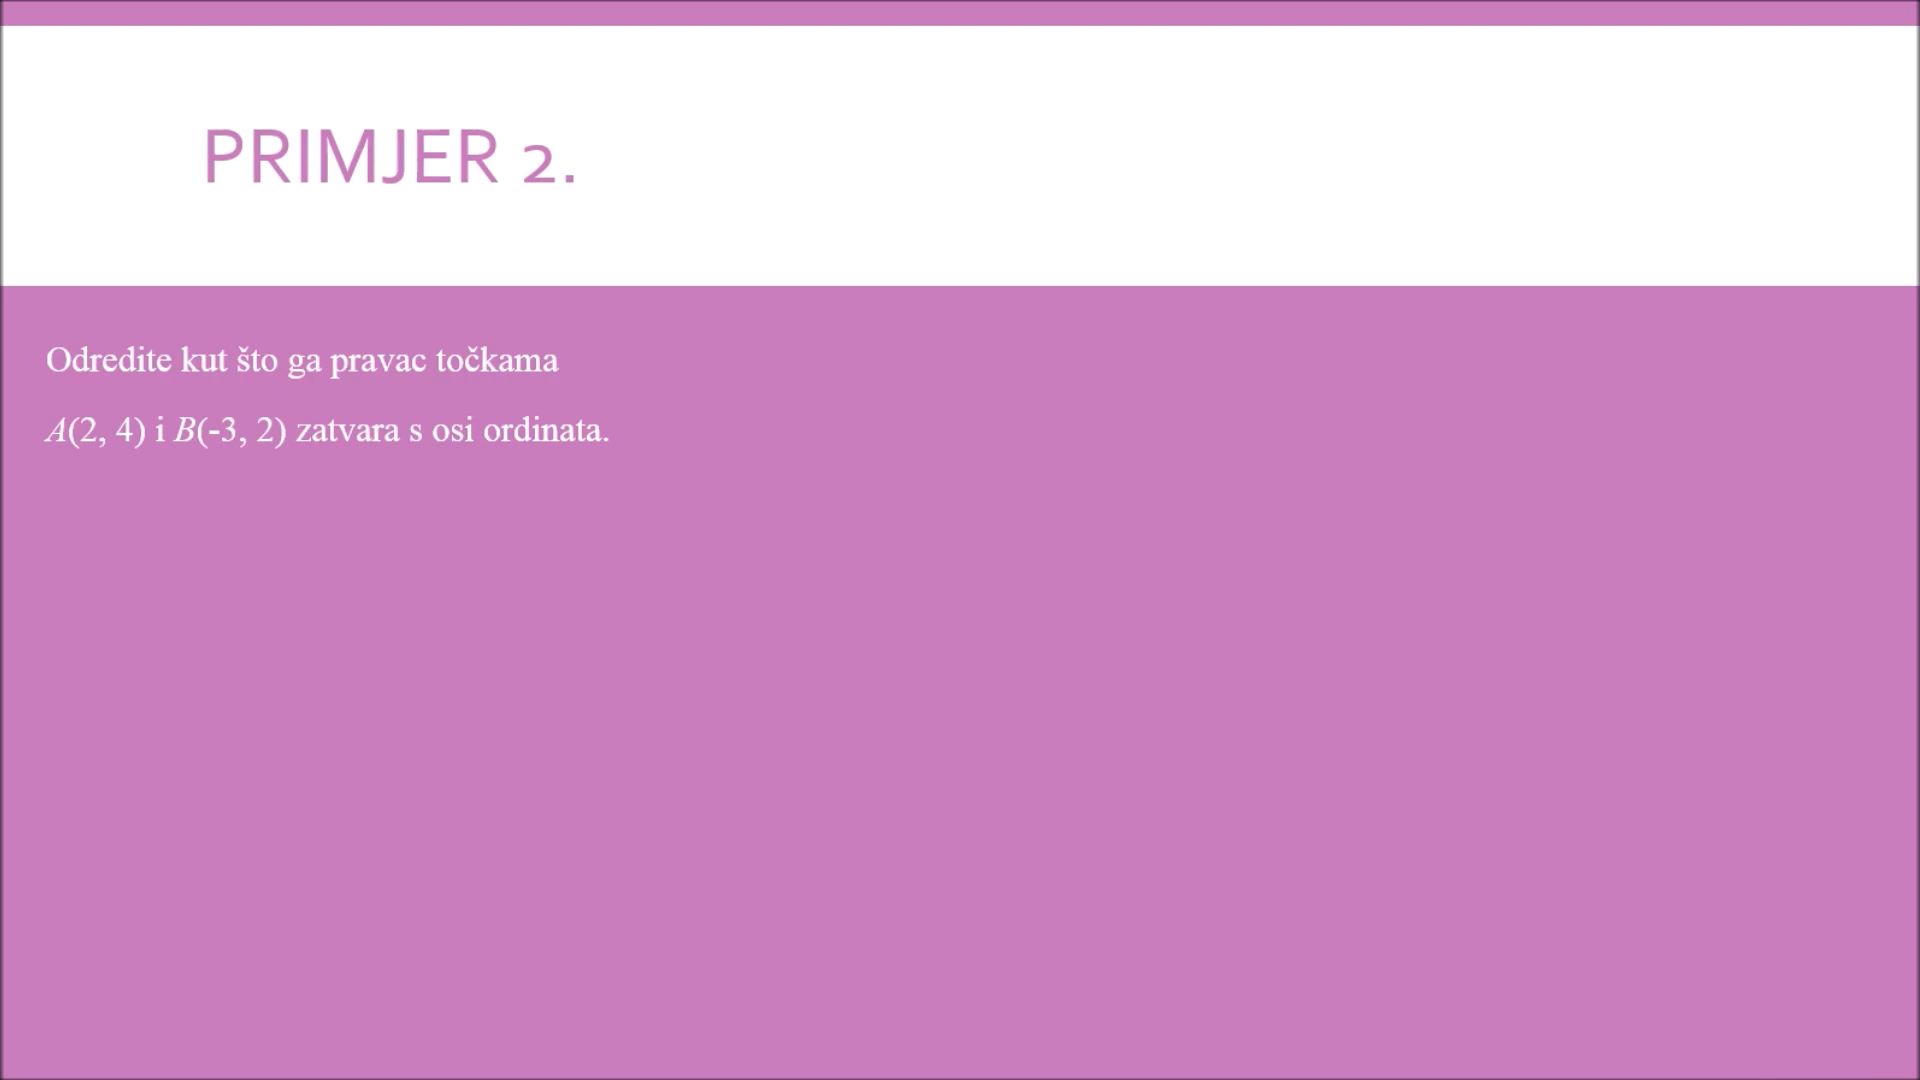 PRIMJER 2.
Odredite kut što ga pravac točkama
A(2, 4) i B(-3, 2) zatvara s osi ordinata.